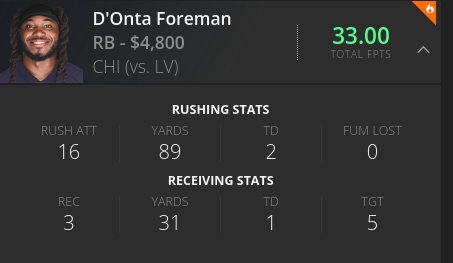 D'Onta Foreman
RB - $4,800
CHI (vs. LV)
33.00
TOTAL FPTS
RUSHING STATS
RUSH ATT YARDS TD FUM LOST
16 89 2 0
RECEIVING STATS
REC YARDS TD TGT
3 31 1 5